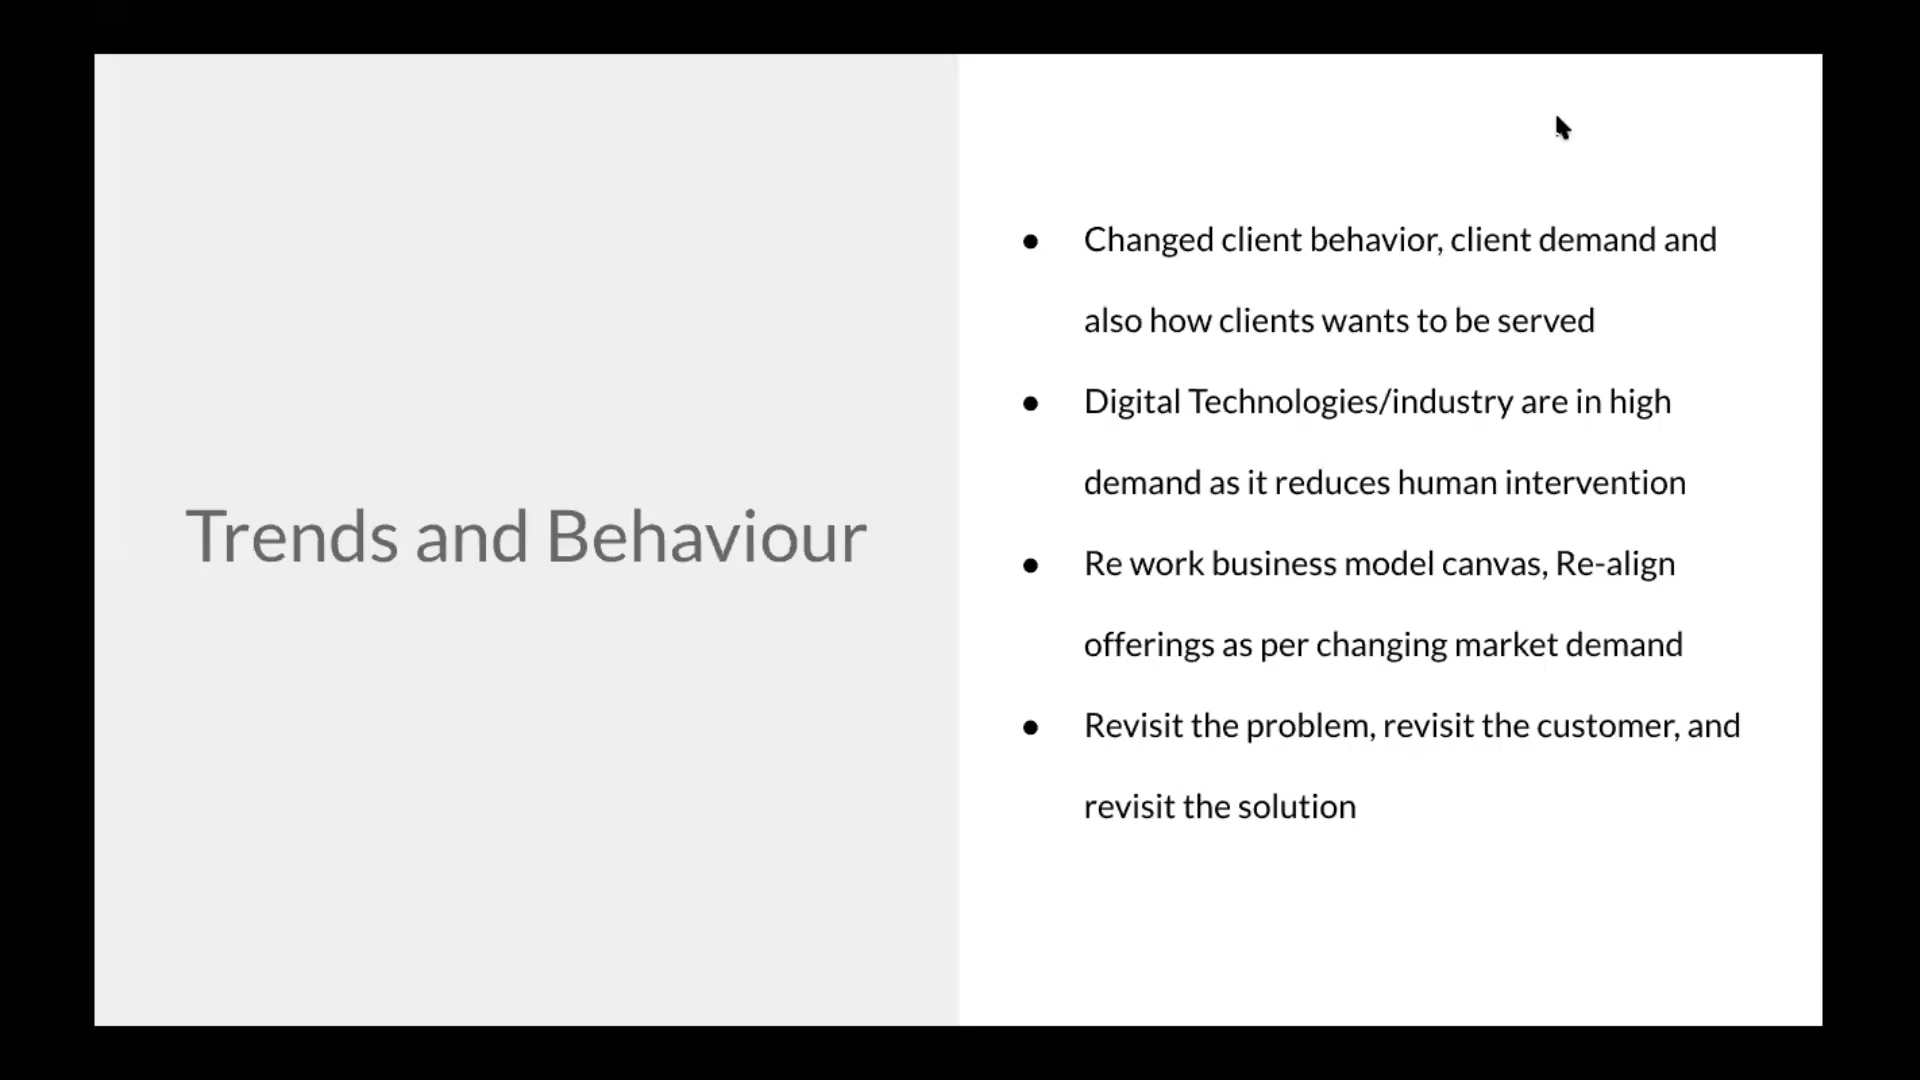 Trends and Behaviour
● Changed client behavior, client demand and
also how clients wants to be served
● Digital Technologies/industry are in high
demand as it reduces human intervention
● Re work business model canvas, Re-align
offerings as per changing market demand
● Revisit the problem, revisit the customer, and
revisit the solution